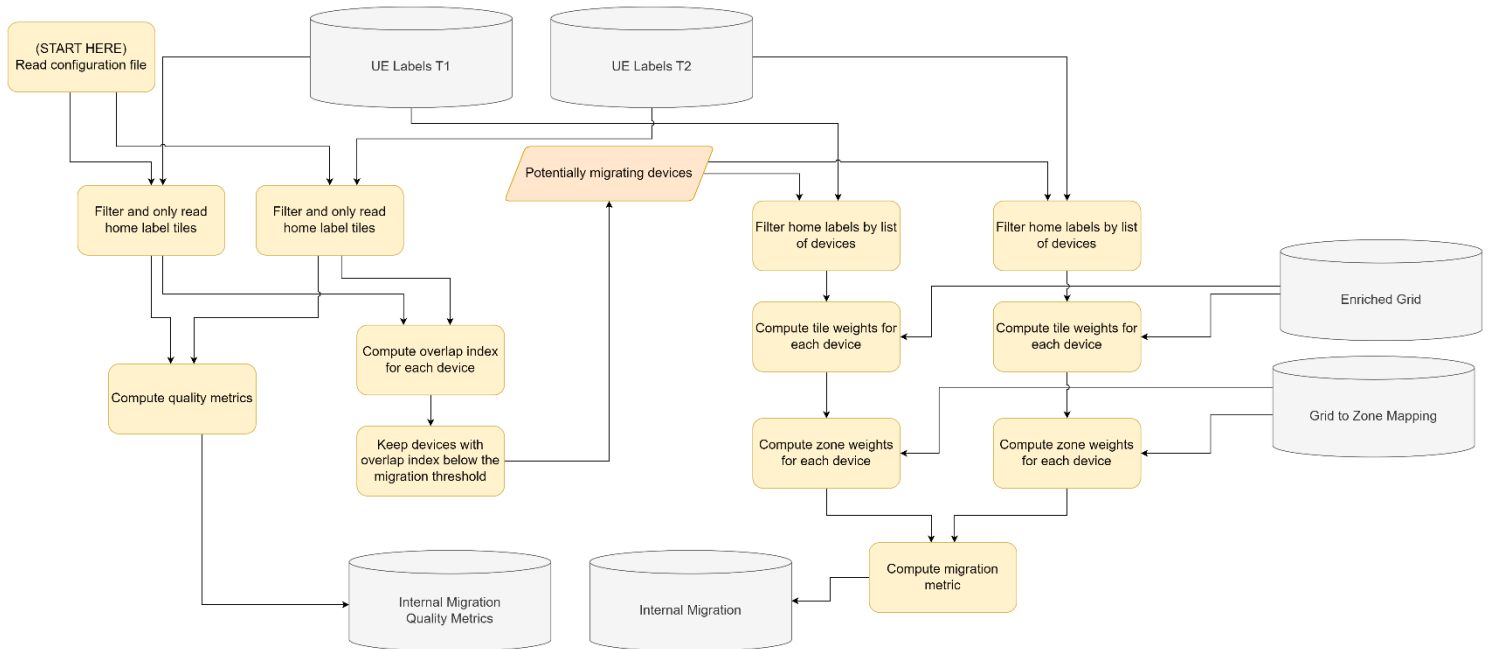 (START HERE)
Read configuration file
UE Labels T1
UE Labels T2
Potentially migrating devices
Filter and only read
home label tiles
Filter and only read
home label tiles
Filter home labels by list
of devices
Filter home labels by list
of devices
Enriched Grid
Compute tile weights for
each device
Compute tile weights for
each device
Compute overlap index
for each device
Compute quality metrics
Grid to Zone Mapping
Keep devices with
overlap index below the
migration threshold
Compute zone weights
for each device
Compute zone weights
for each device
Compute migration
metric
Internal Migration
Quality Metrics
Internal Migration